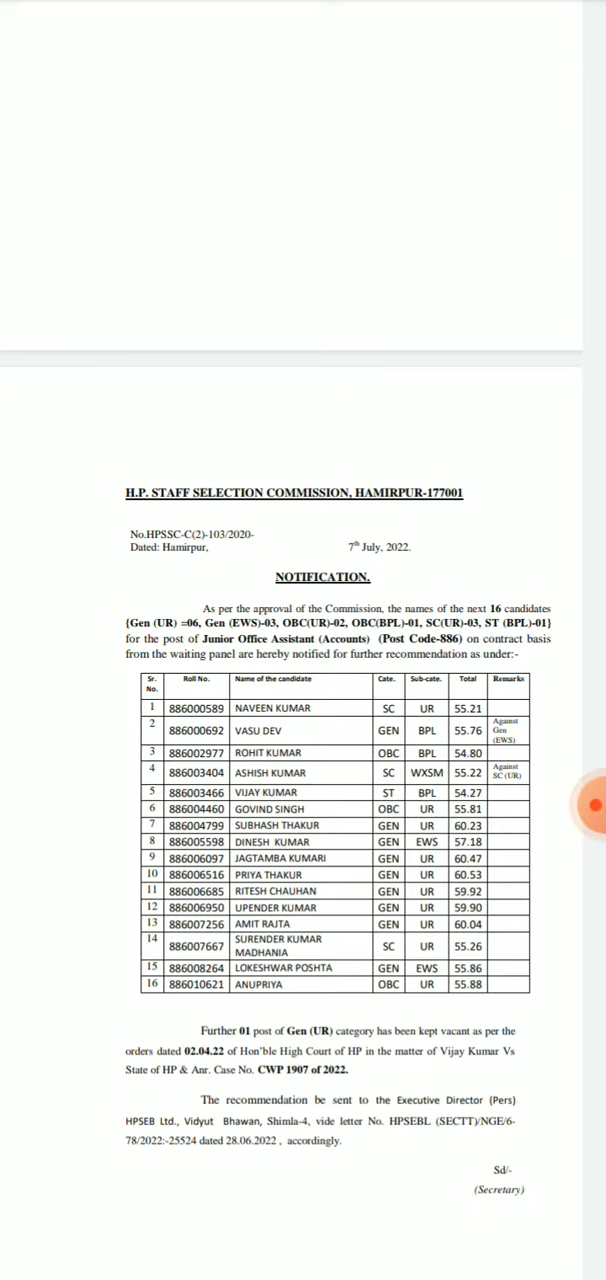 H.P. STAFF SELECTION COMMISSION, HAMIRPUR-177001
No.HPSSC-C(2)-103/2020-
Dated: Hamirpur, 7th July, 2022.
NOTIFICATION.
As per the approval of the Commission, the names of the next 16 candidates
{Gen (UR) =06, Gen (EWS)-03, OBC(UR)-02, OBC(BPL)-01, SC(UR)-03, ST (BPL)-01}
for the post of Junior Office Assistant (Accounts) (Post Code-886) on contract basis
from the waiting panel are hereby notified for further recommendation as under:-
Sr. No. Roll No. Name of the candidate Cate. Sub-cate. Total Remarks
1 886000589 NAVEEN KUMAR SC UR 55.21
2 886000692 VASU DEV GEN BPL 55.76 Against Gen (EWS)
3 886002977 ROHIT KUMAR OBC BPL 54.80
4 886003404 ASHISH KUMAR SC WXSM 55.22 Against SC (UR)
5 886003466 VIJAY KUMAR ST BPL 54.27
6 886004460 GOVIND SINGH OBC UR 55.81
7 886004799 SUBHASH THAKUR GEN UR 60.23
8 886005598 DINESH KUMAR GEN EWS 57.18
9 886006097 JAGTAMBA KUMARI GEN UR 60.47
10 886006516 PRIYA THAKUR GEN UR 60.53
11 886006685 RITESH CHAUHAN GEN UR 59.92
12 886006950 UPENDER KUMAR GEN UR 59.90
13 886007256 AMIT RAJTA GEN UR 60.04
14 886007667 SURENDER KUMAR MADHANIA SC UR 55.26
15 886008264 LOKESHWAR POSHTA GEN EWS 55.86
16 886010621 ANUPRIYA OBC UR 55.88
Further 01 post of Gen (UR) category has been kept vacant as per the
orders dated 02.04.22 of Hon'ble High Court of HP in the matter of Vijay Kumar Vs
State of HP & Anr. Case No. CWP 1907 of 2022.
The recommendation be sent to the Executive Director (Pers)
HPSEB Ltd., Vidyut Bhawan, Shimla-4, vide letter No. HPSEBL (SECTT)/NGE/6-
78/2022:-25524 dated 28.06.2022 , accordingly.
Sd/-
(Secretary)